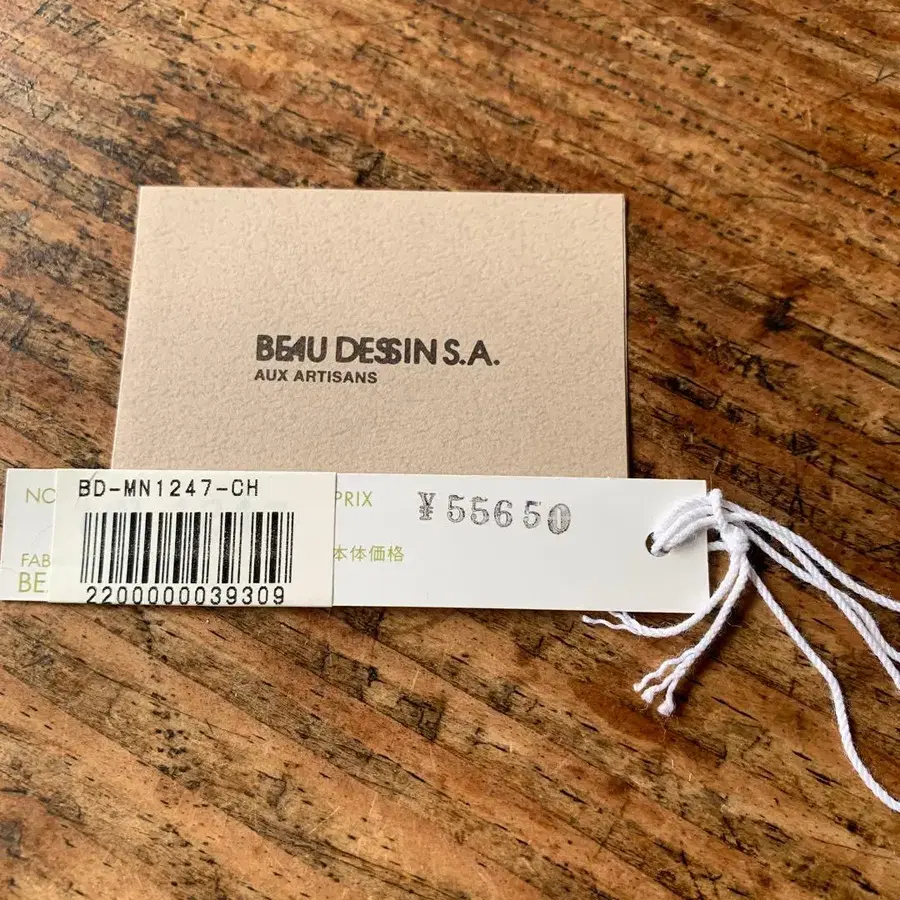 BEAU DESSIN S.A.
AUX ARTISANS
BD-MN1247-CH
2200000039309
NO
FAB
BE
PRIX
¥55650
本体価格